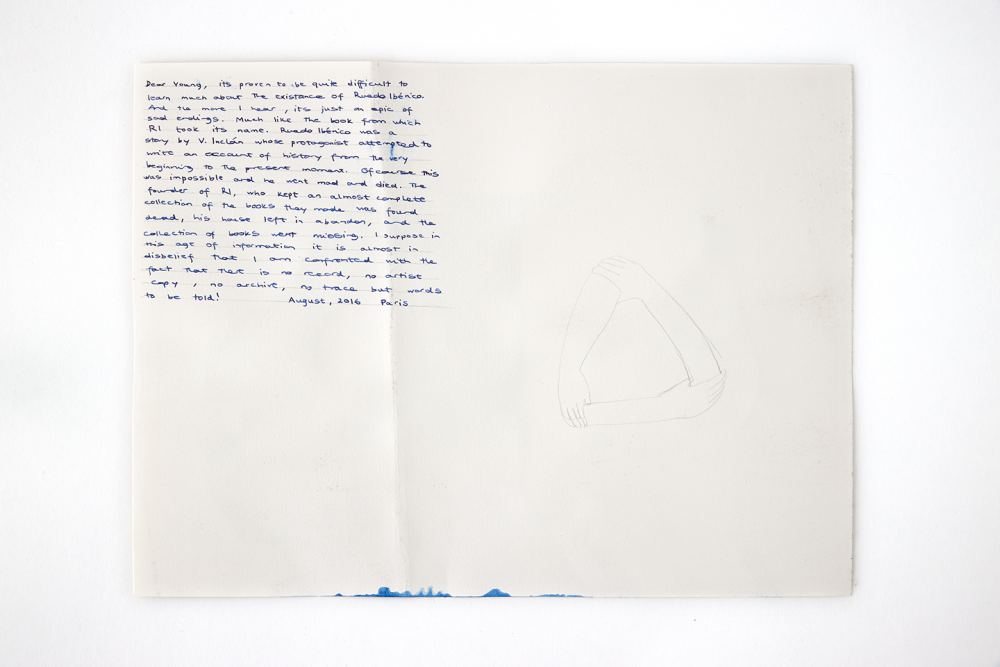 Dear Young, its proven to be quite difficult to
learn much about the existance of Ruedo Ibérico.
And the more I hear, its just an epic of
sad endings. Much like the book from which
RI took its name. Ruedo Ibérico was a
story by V. Inclán whose protagonist attempted to
write an account of history from the very
beginning to the present moment. Of course this
was impossible and he went mad and died. The
founder of RI, who kept an almost complete
collection of the books they made was found
dead, his house left in abandon, and the
collection of books went missing. I suppose in
this age of information it is almost in
disbelief that I am confronted with the
fact that there is no record, no artist
copy, no archive, no trace but words
to be told! August, 2016 Paris